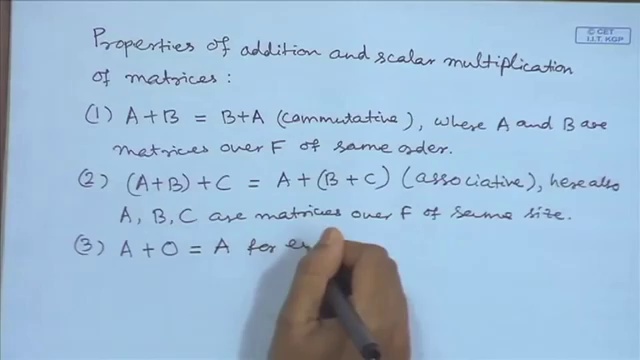 © CET
I.I.T. KGP
Properties of addition and scalar multiplication
of matrices :
(1) A+B = B+A (commutative), where A and B are
matrices over F of same order.
(2) (A+B)+C = A+(B+C) (associative), here also
A, B, C are matrices over F of same size.
(3) A+O = A for